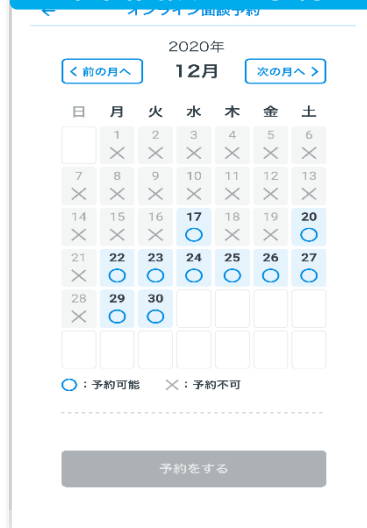 オンライン面談予約
2020年
< 前の月へ 12月 次の月へ >
日 月 火 水 木 金 土
1 2 3 4 5 6
7 8 9 10 11 12 13
14 15 16 17 18 19 20
21 22 23 24 25 26 27
28 29 30
○：予約可能 ×：予約不可
予約をする